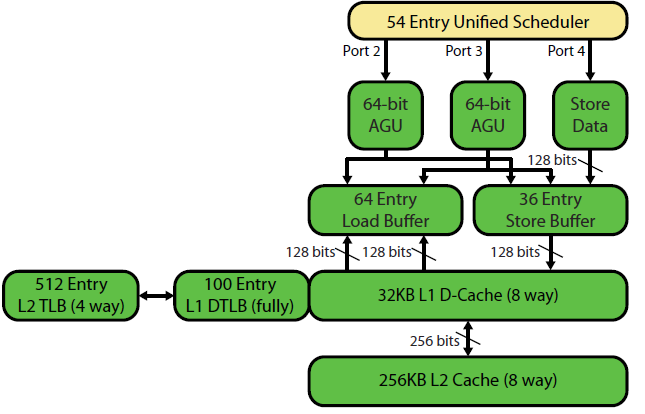 54 Entry Unified Scheduler
Port 2
Port 3
Port 4
64-bit
AGU
64-bit
AGU
Store
Data
128 bits
64 Entry
Load Buffer
36 Entry
Store Buffer
128 bits
128 bits
128 bits
512 Entry
L2 TLB (4 way)
100 Entry
L1 DTLB (fully)
32KB L1 D-Cache (8 way)
256 bits
256KB L2 Cache (8 way)